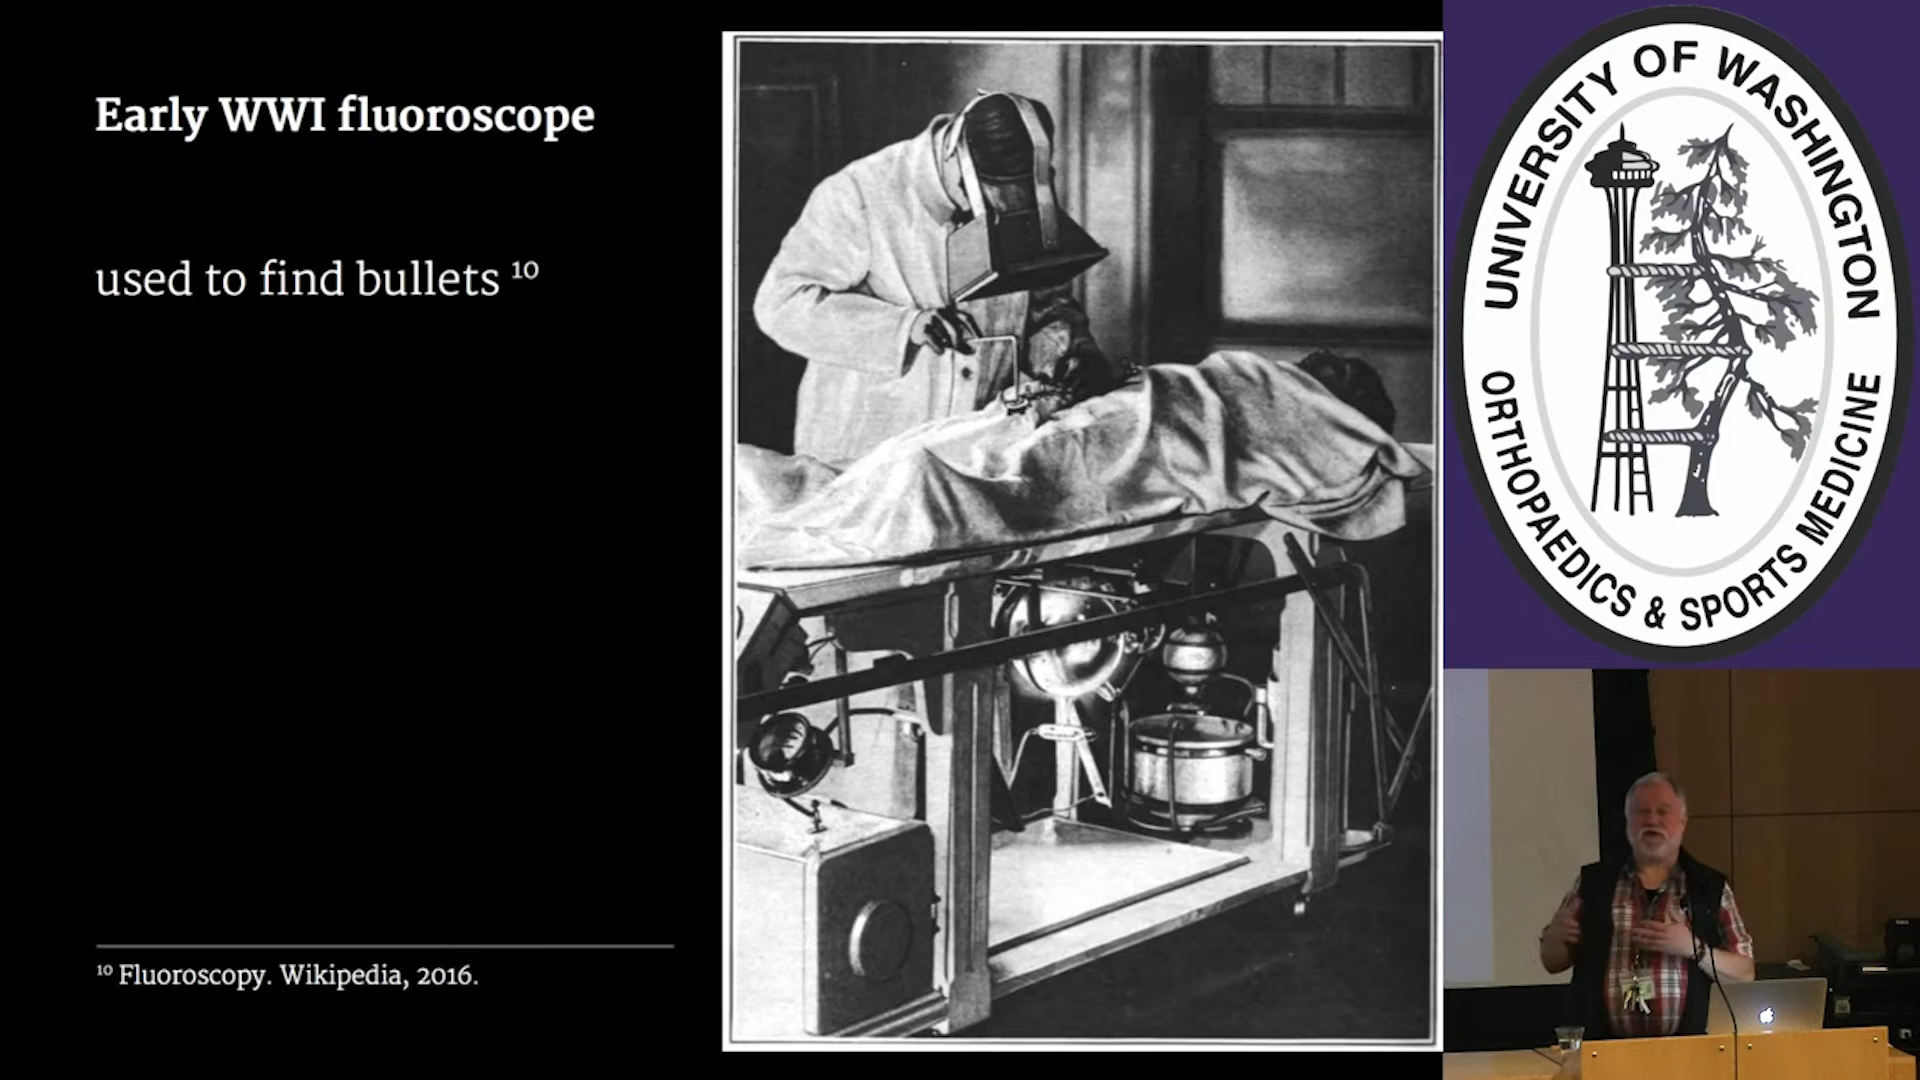 Early WWI fluoroscope
used to find bullets ¹⁰
¹⁰ Fluoroscopy. Wikipedia, 2016.
UNIVERSITY OF WASHINGTON
ORTHOPAEDICS & SPORTS MEDICINE